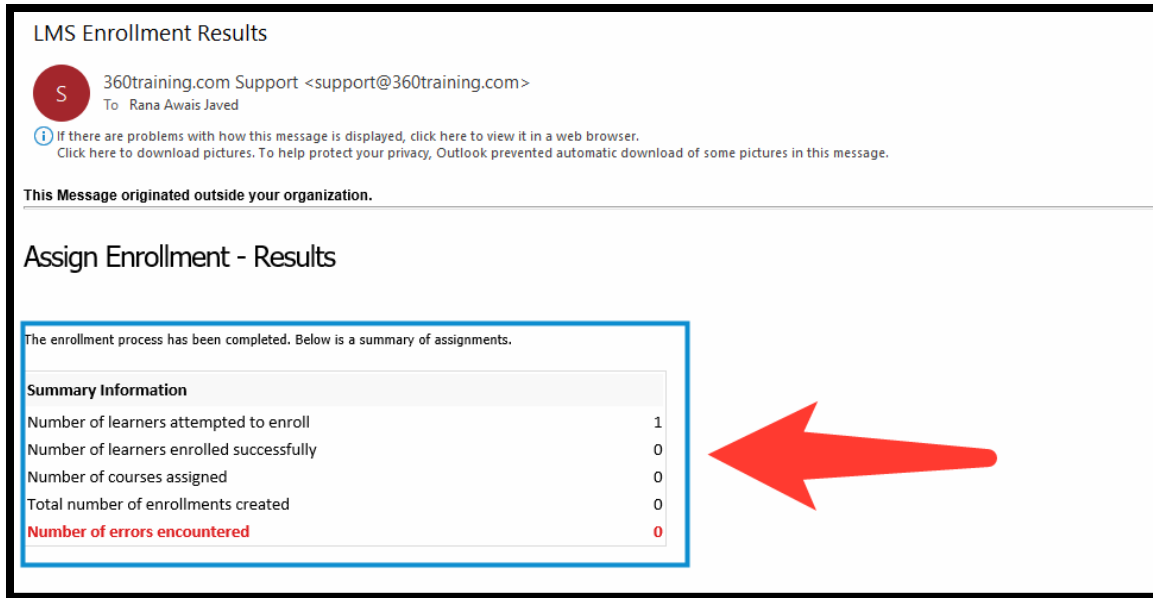 LMS Enrollment Results
S
360training.com Support <support@360training.com>
To Rana Awais Javed
If there are problems with how this message is displayed, click here to view it in a web browser.
Click here to download pictures. To help protect your privacy, Outlook prevented automatic download of some pictures in this message.
This Message originated outside your organization.
Assign Enrollment - Results
The enrollment process has been completed. Below is a summary of assignments.
Summary Information
Number of learners attempted to enroll 1
Number of learners enrolled successfully 0
Number of courses assigned 0
Total number of enrollments created 0
Number of errors encountered 0